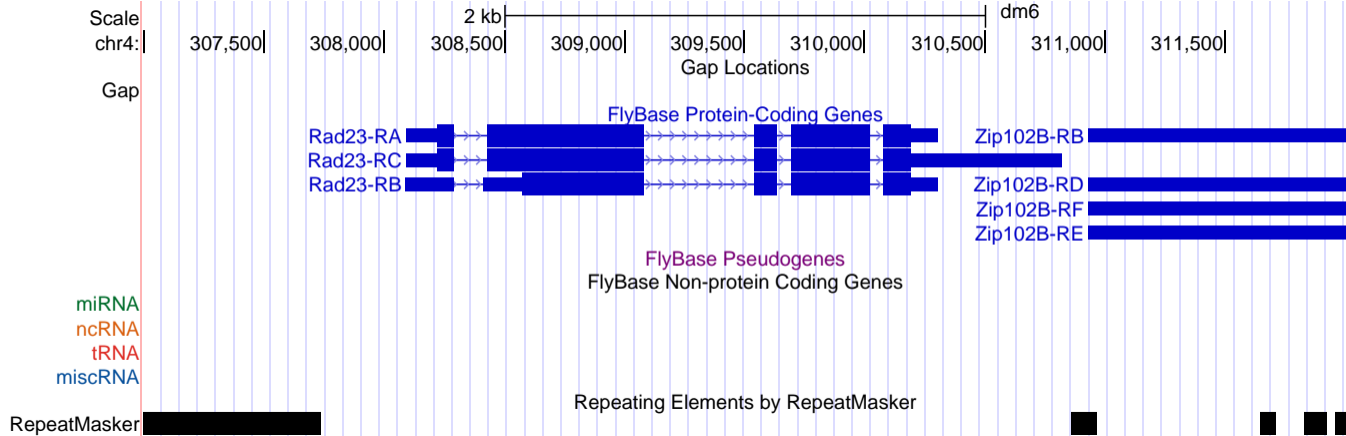 Scale 2 kb dm6
chr4: 307,500 308,000 308,500 309,000 309,500 310,000 310,500 311,000 311,500
Gap Locations
Gap
FlyBase Protein-Coding Genes
Rad23-RA Zip102B-RB
Rad23-RC
Rad23-RB Zip102B-RD
Zip102B-RF
Zip102B-RE
FlyBase Pseudogenes
FlyBase Non-protein Coding Genes
miRNA
ncRNA
tRNA
miscRNA
Repeating Elements by RepeatMasker
RepeatMasker